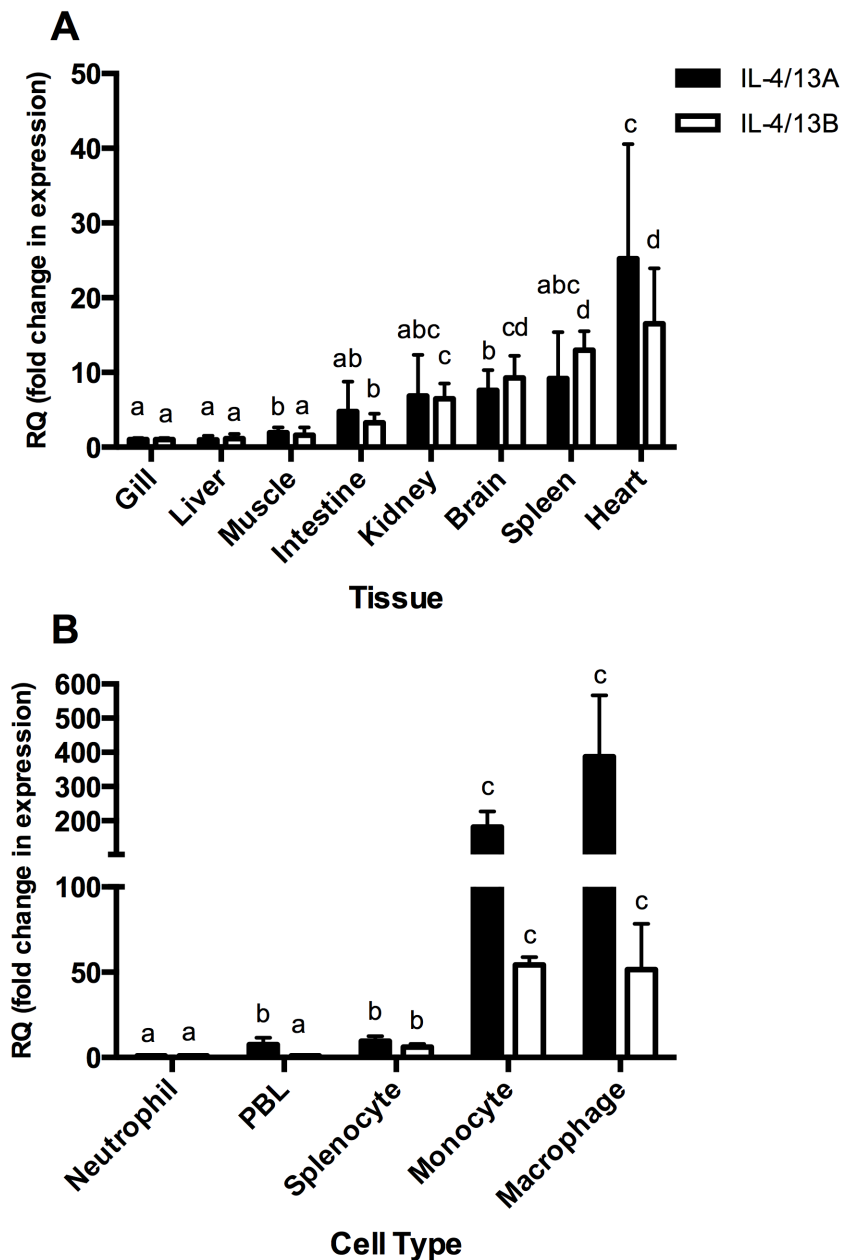 A
RQ (fold change in expression)
50
40
30
20
10
0
IL-4/13A
IL-4/13B
a
a
a
a
b
a
ab
b
abc
c
b
cd
abc
d
c
d
Gill
Liver
Muscle
Intestine
Kidney
Brain
Spleen
Heart
Tissue
B
RQ (fold change in expression)
600
500
400
300
200
100
50
0
a
a
b
a
b
b
c
c
c
c
Neutrophil
PBL
Splenocyte
Monocyte
Macrophage
Cell Type